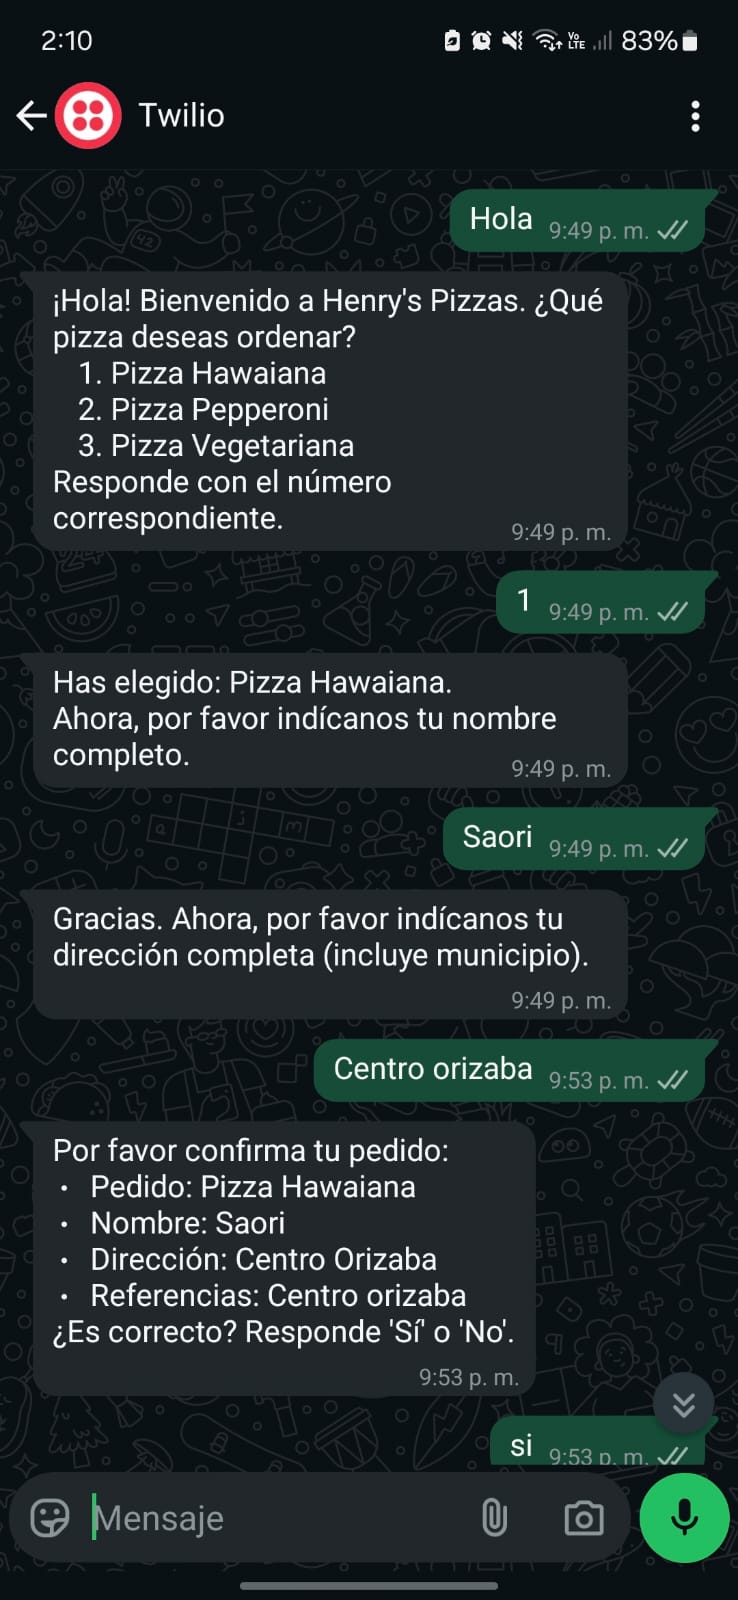 2:10
Vo LTE 83%
Twilio
Hola 9:49 p. m.
¡Hola! Bienvenido a Henry's Pizzas. ¿Qué
pizza deseas ordenar?
1. Pizza Hawaiana
2. Pizza Pepperoni
3. Pizza Vegetariana
Responde con el número
correspondiente.
9:49 p. m.
1 9:49 p. m.
Has elegido: Pizza Hawaiana.
Ahora, por favor indícanos tu nombre
completo.
9:49 p. m.
Saori 9:49 p. m.
Gracias. Ahora, por favor indícanos tu
dirección completa (incluye municipio).
9:49 p. m.
Centro orizaba 9:53 p. m.
Por favor confirma tu pedido:
• Pedido: Pizza Hawaiana
• Nombre: Saori
• Dirección: Centro Orizaba
• Referencias: Centro orizaba
¿Es correcto? Responde 'Sí' o 'No'.
9:53 p. m.
si 9:53 p. m.
Mensaje